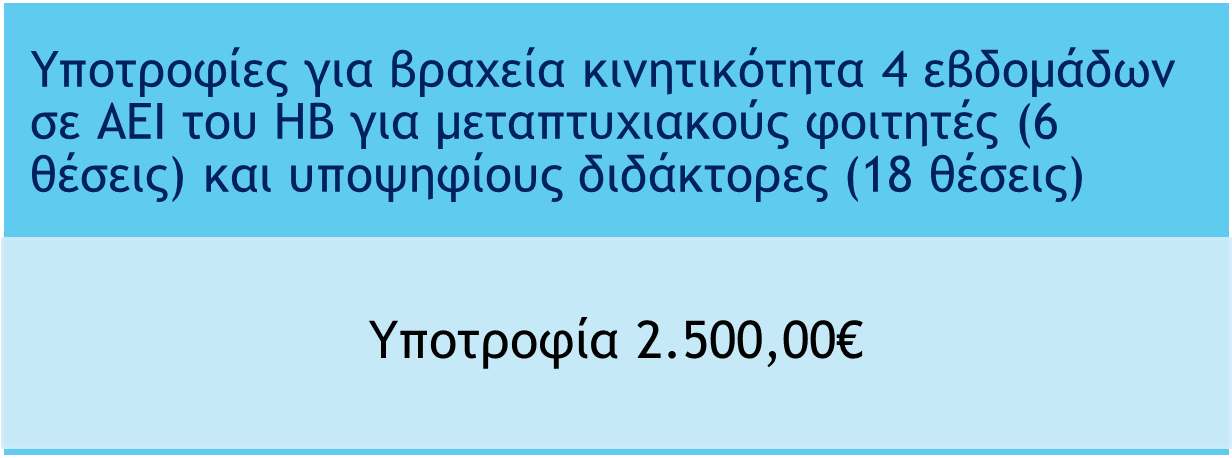 Υποτροφίες για βραχεία κινητικότητα 4 εβδομάδων
σε ΑΕΙ του ΗΒ για μεταπτυχιακούς φοιτητές (6
θέσεις) και υποψηφίους διδάκτορες (18 θέσεις)
Υποτροφία 2.500,00€